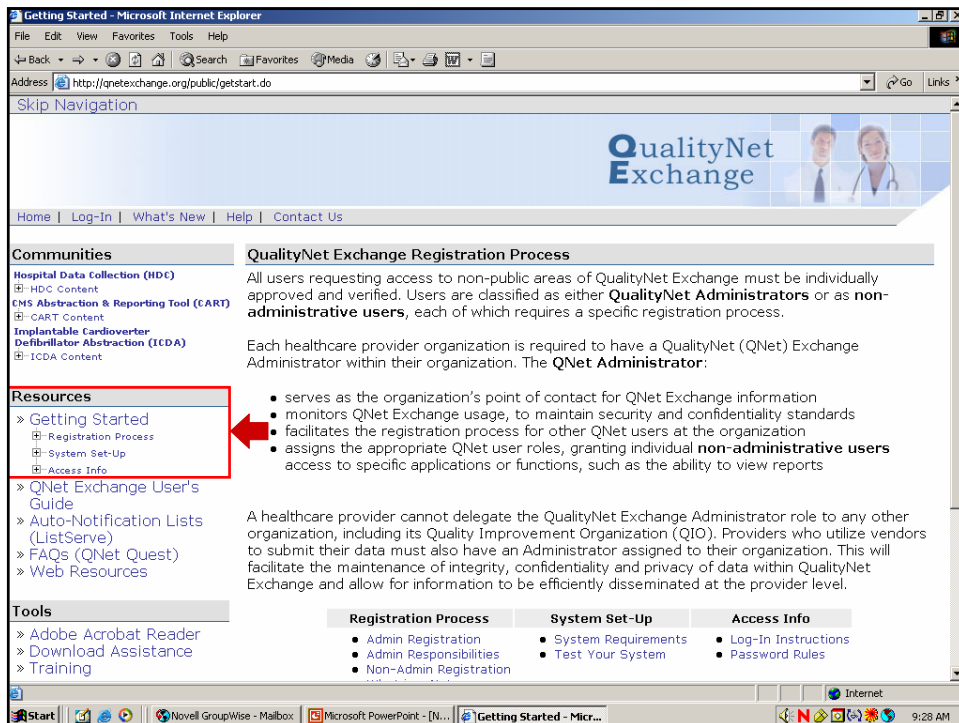 Getting Started - Microsoft Internet Explorer
File Edit View Favorites Tools Help
Back Search Favorites Media
Address http://qnetexchange.org/public/getstart.do Go Links
Skip Navigation
QualityNet
Exchange
Home | Log-In | What's New | Help | Contact Us
Communities
Hospital Data Collection (HDC)
HDC Content
CMS Abstraction & Reporting Tool (CART)
CART Content
Implantable Cardioverter
Defibrillator Abstraction (ICDA)
ICDA Content
Resources
» Getting Started
Registration Process
System Set-Up
Access Info
» QNet Exchange User's
Guide
» Auto-Notification Lists
(ListServe)
» FAQs (QNet Quest)
» Web Resources
Tools
» Adobe Acrobat Reader
» Download Assistance
» Training
QualityNet Exchange Registration Process
All users requesting access to non-public areas of QualityNet Exchange must be individually
approved and verified. Users are classified as either QualityNet Administrators or as non-
administrative users, each of which requires a specific registration process.
Each healthcare provider organization is required to have a QualityNet (QNet) Exchange
Administrator within their organization. The QNet Administrator:
• serves as the organization's point of contact for QNet Exchange information
• monitors QNet Exchange usage, to maintain security and confidentiality standards
• facilitates the registration process for other QNet users at the organization
• assigns the appropriate QNet user roles, granting individual non-administrative users
access to specific applications or functions, such as the ability to view reports
A healthcare provider cannot delegate the QualityNet Exchange Administrator role to any other
organization, including its Quality Improvement Organization (QIO). Providers who utilize vendors
to submit their data must also have an Administrator assigned to their organization. This will
facilitate the maintenance of integrity, confidentiality and privacy of data within QualityNet
Exchange and allow for information to be efficiently disseminated at the provider level.
Registration Process System Set-Up Access Info
• Admin Registration • System Requirements • Log-In Instructions
• Admin Responsibilities • Test Your System • Password Rules
• Non-Admin Registration
Internet
Start Novell GroupWise - Mailbox Microsoft PowerPoint - [N... Getting Started - Micr... 9:28 AM